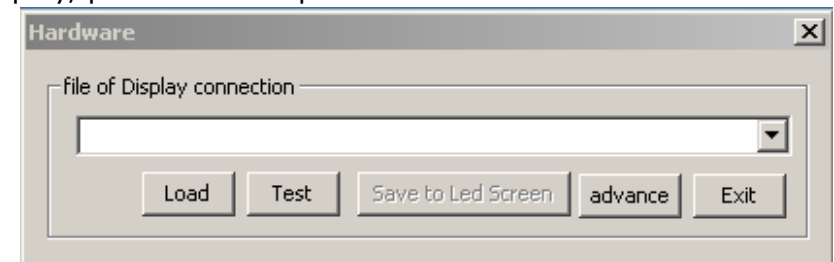 Hardware
file of Display connection
Load Test Save to Led Screen advance Exit